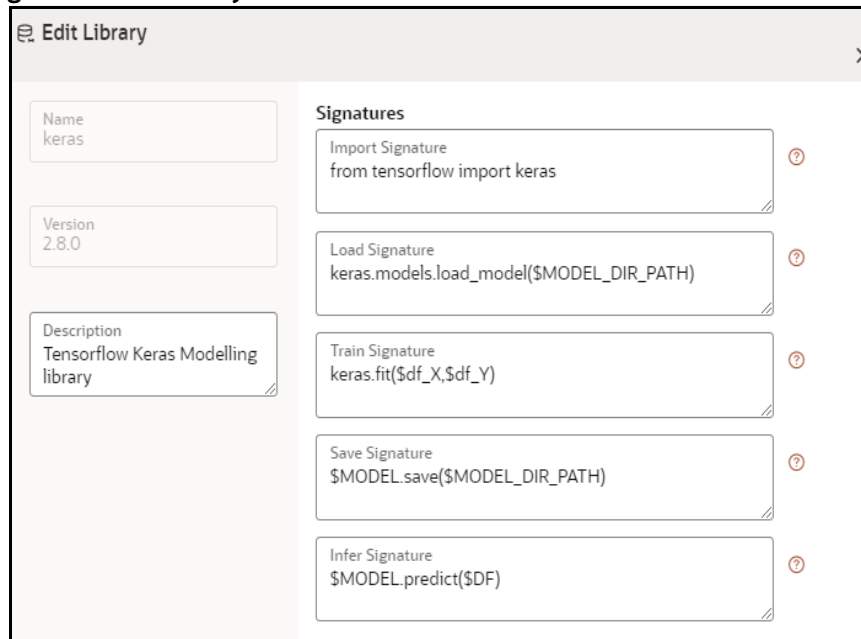 Edit Library
Name
keras
Version
2.8.0
Description
Tensorflow Keras Modelling
library
Signatures
Import Signature
from tensorflow import keras
Load Signature
keras.models.load_model($MODEL_DIR_PATH)
Train Signature
keras.fit($df_X,$df_Y)
Save Signature
$MODEL.save($MODEL_DIR_PATH)
Infer Signature
$MODEL.predict($DF)